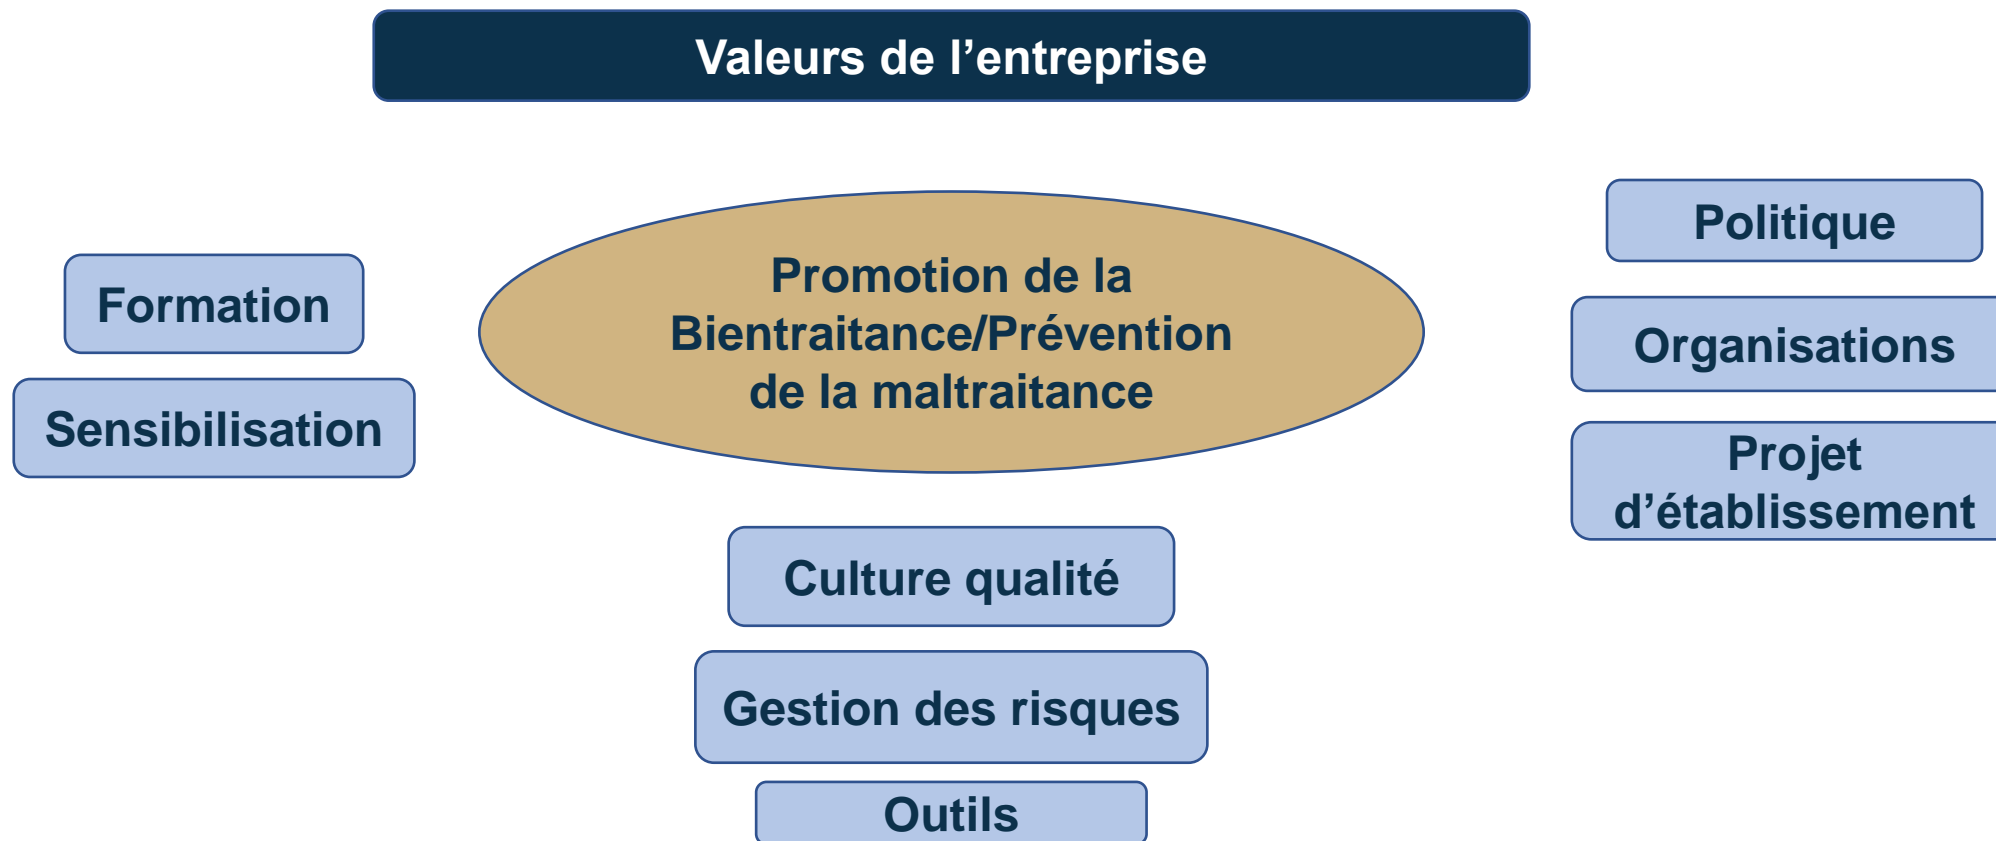 Valeurs de l’entreprise
Formation
Sensibilisation
Promotion de la
Bientraitance/Prévention
de la maltraitance
Politique
Organisations
Projet
d’établissement
Culture qualité
Gestion des risques
Outils